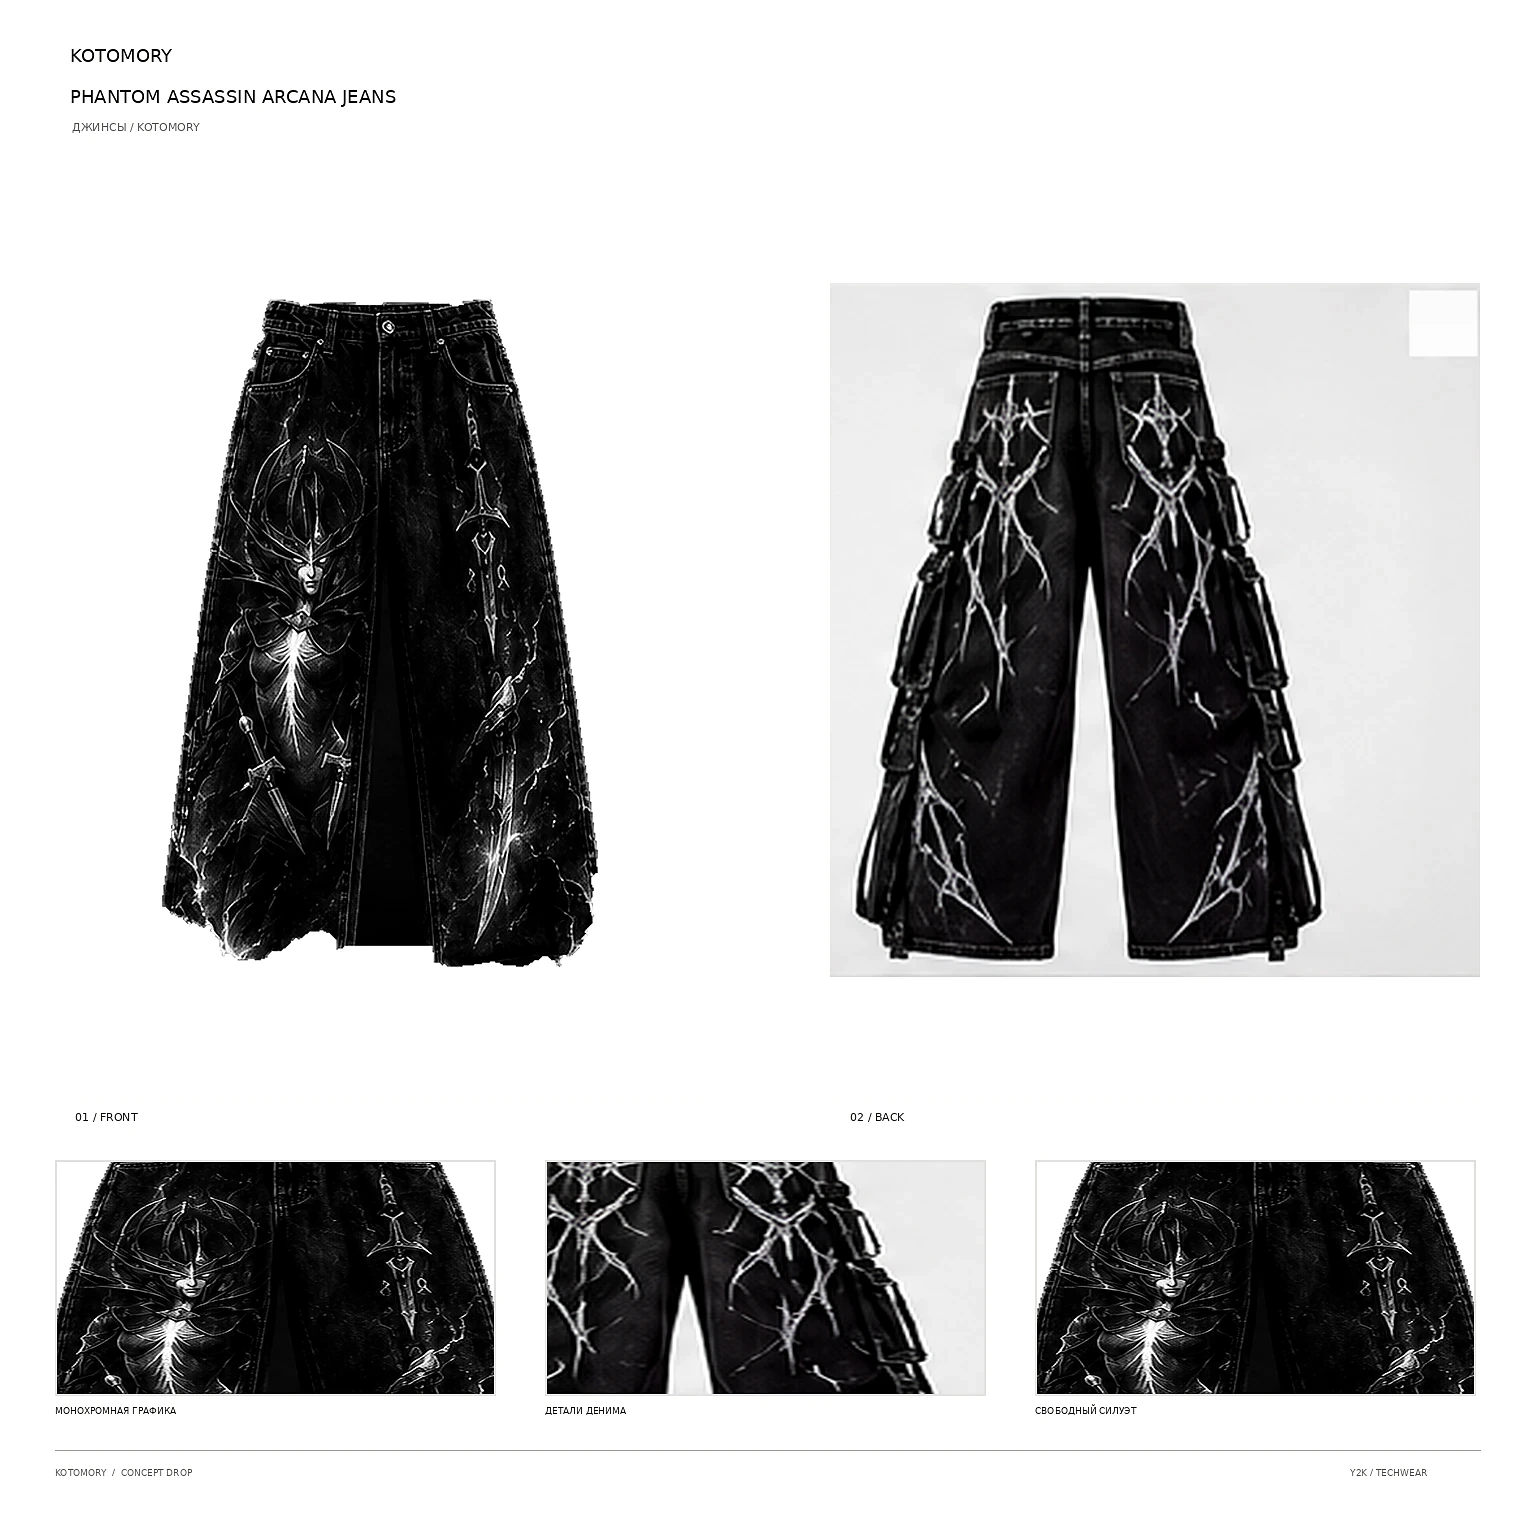 KOTOMORY
PHANTOM ASSASSIN ARCANA JEANS
ДЖИНСЫ / KOTOMORY
01 / FRONT
02 / BACK
МОНОХРОМНАЯ ГРАФИКА
ДЕТАЛИ ДЕНИМА
СВОБОДНЫЙ СИЛУЭТ
KOTOMORY / CONCEPT DROP
Y2K / TECHWEAR